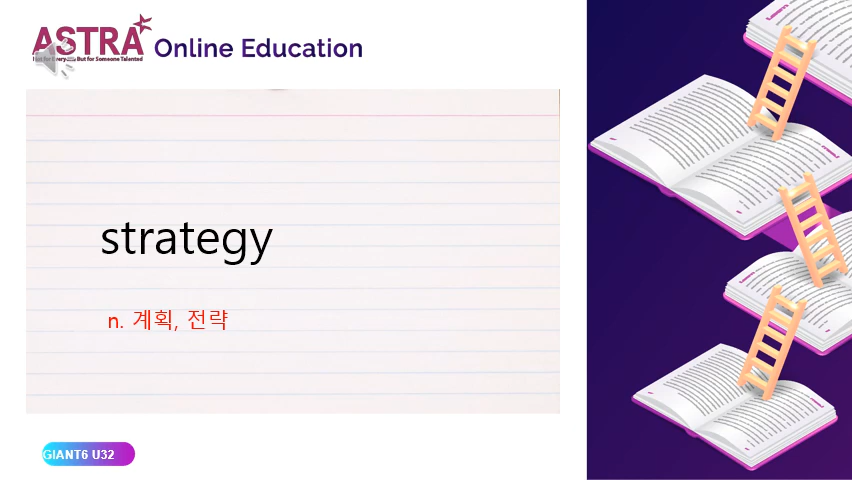 ASTRA
Online Education
strategy
n. 계획, 전략
GIANT6 U32